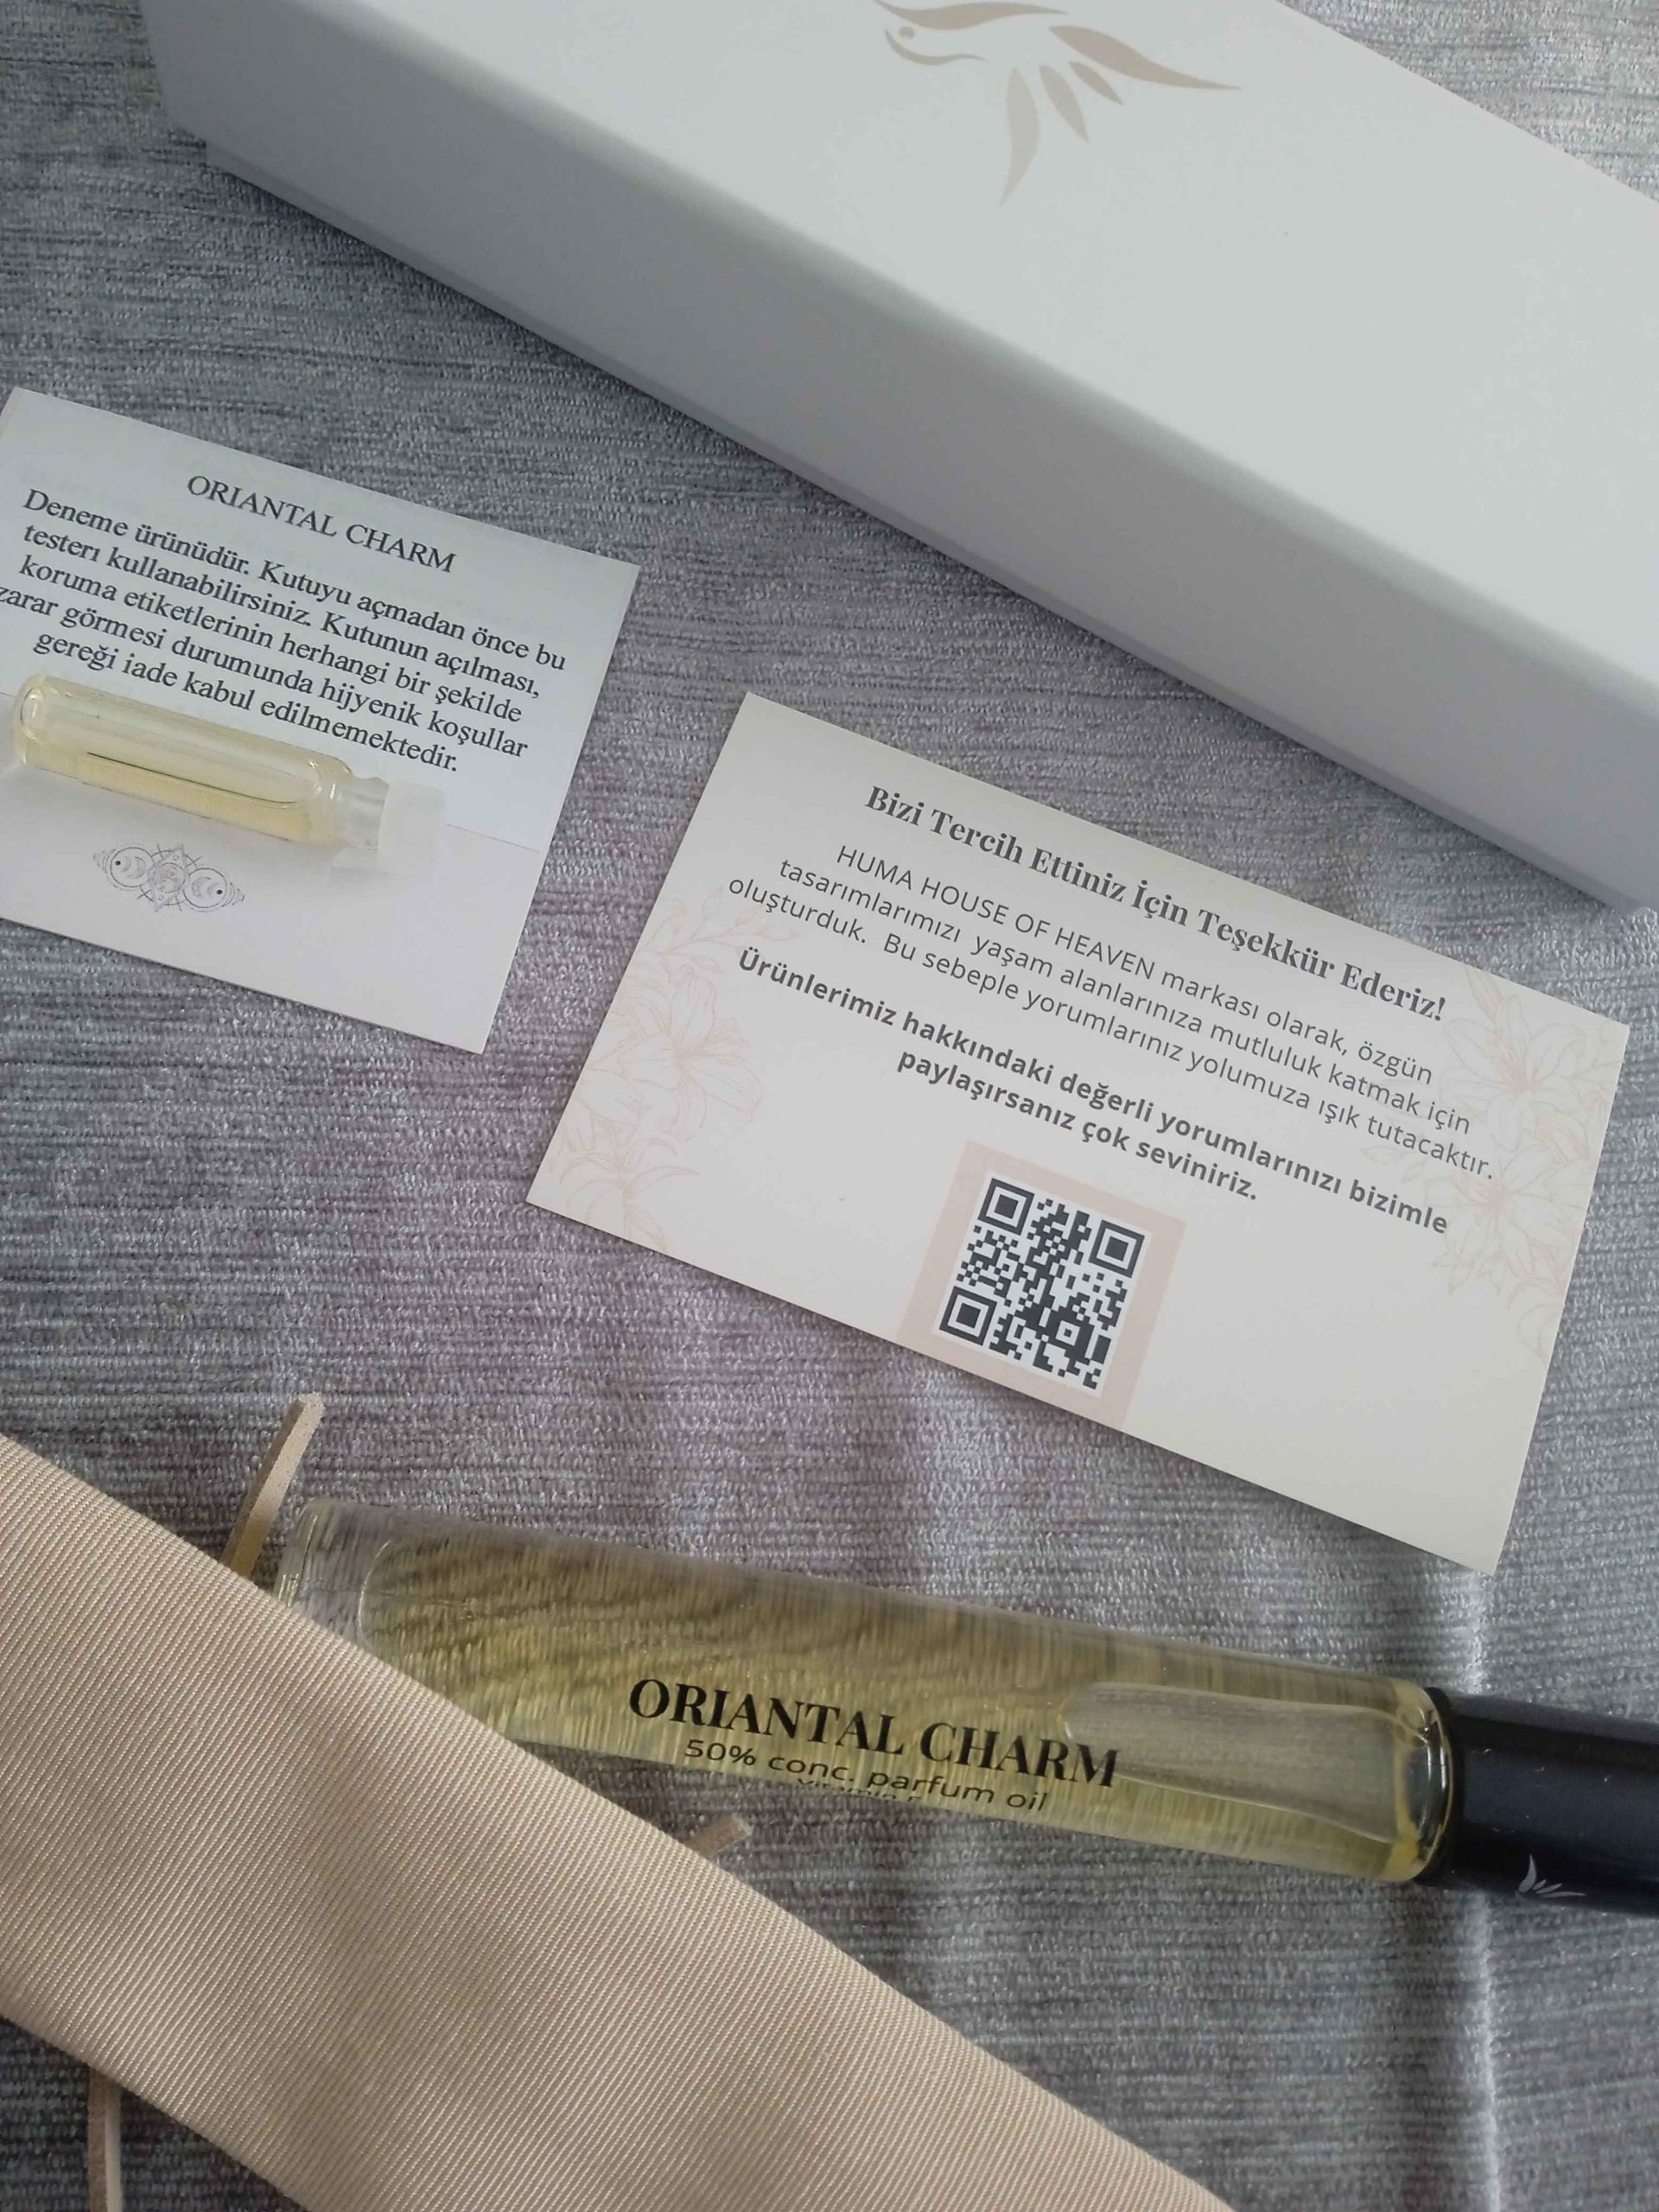 ORIANTAL CHARM
Deneme ürünüdür. Kutuyu açmadan önce bu
testerı kullanabilirsiniz. Kutunun açılması,
koruma etiketlerinin herhangi bir şekilde
zarar görmesi durumunda hijyenik koşullar
gereği iade kabul edilmemektedir.
Bizi Tercih Ettiniz İçin Teşekkür Ederiz!
HUMA HOUSE OF HEAVEN markası olarak, özgün
tasarımlarımızı yaşam alanlarınıza mutluluk katmak için
oluşturduk. Bu sebeple yorumlarınız yolumuza ışık tutacaktır.
Ürünlerimiz hakkındaki değerli yorumlarınızı bizimle
paylaşırsanız çok seviniriz.
ORIANTAL CHARM
50% conc. parfum oil